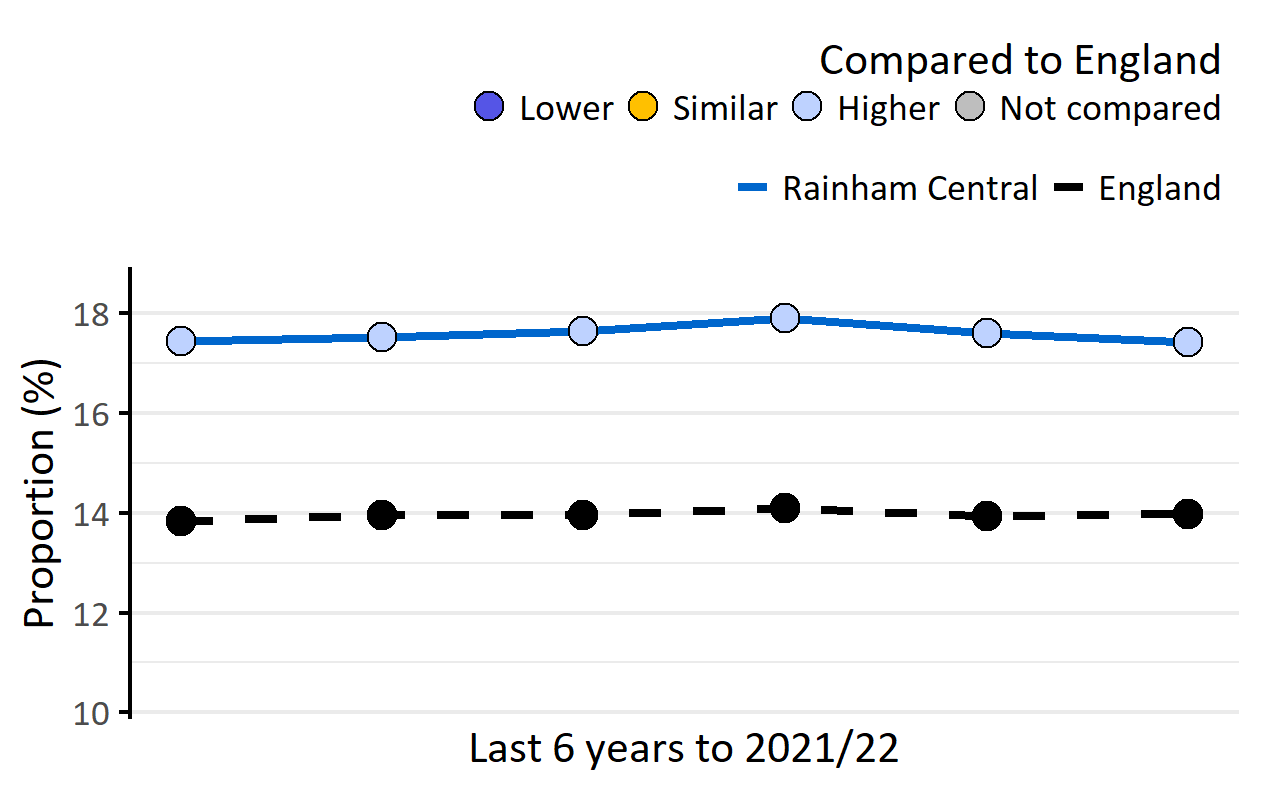 Compared to England
Lower Similar Higher Not compared
Rainham Central England
18
16
14
12
10
Proportion (%)
Last 6 years to 2021/22